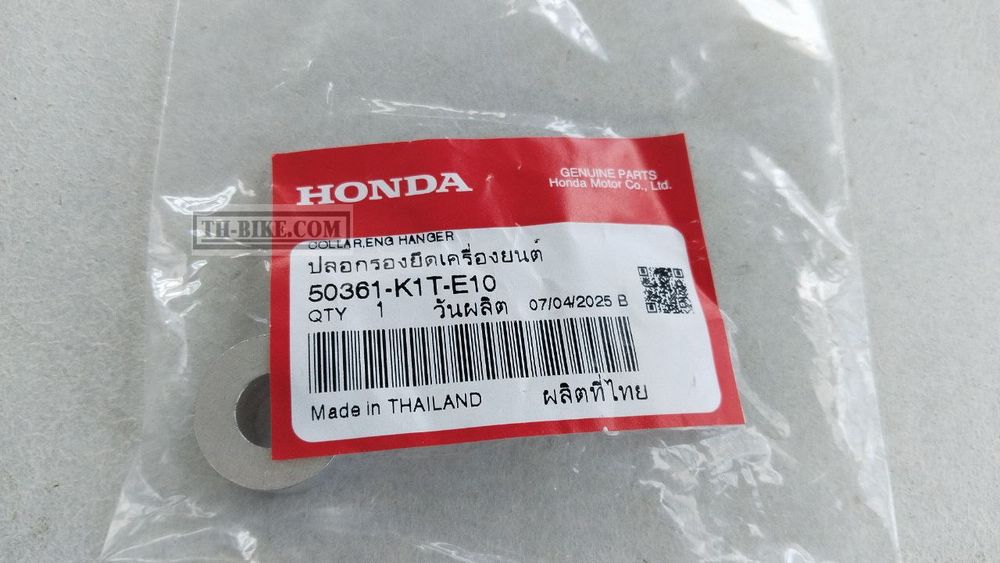 HONDA
GENUINE PARTS
Honda Motor Co., Ltd.
TH-BIKE.COM
COLLAR,ENG HANGER
ปลอกรองยึดเครื่องยนต์
50361-K1T-E10
QTY 1 วันผลิต 07/04/2025 B
Made in THAILAND ผลิตที่ไทย